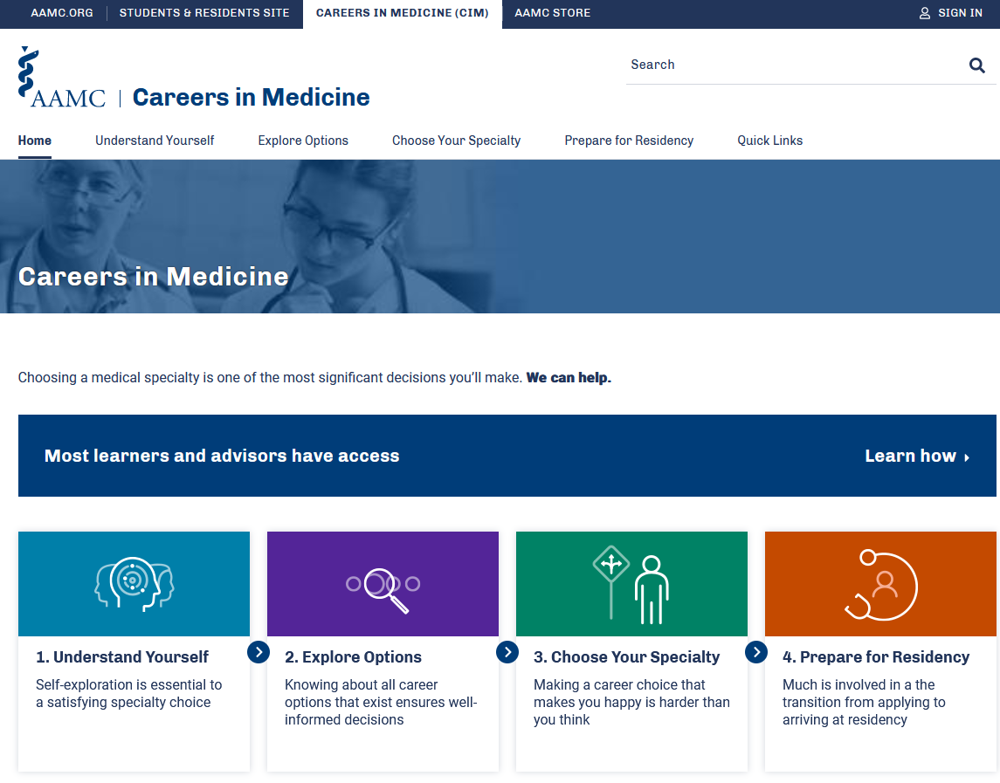 AAMC.ORG
STUDENTS & RESIDENTS SITE
CAREERS IN MEDICINE (CIM)
AAMC STORE
SIGN IN
AAMC
Careers in Medicine
Search
Home
Understand Yourself
Explore Options
Choose Your Specialty
Prepare for Residency
Quick Links
Careers in Medicine
Choosing a medical specialty is one of the most significant decisions you’ll make. We can help.
Most learners and advisors have access
Learn how
1. Understand Yourself
Self-exploration is essential to
a satisfying specialty choice
2. Explore Options
Knowing about all career
options that exist ensures well-
informed decisions
3. Choose Your Specialty
Making a career choice that
makes you happy is harder than
you think
4. Prepare for Residency
Much is involved in a the
transition from applying to
arriving at residency